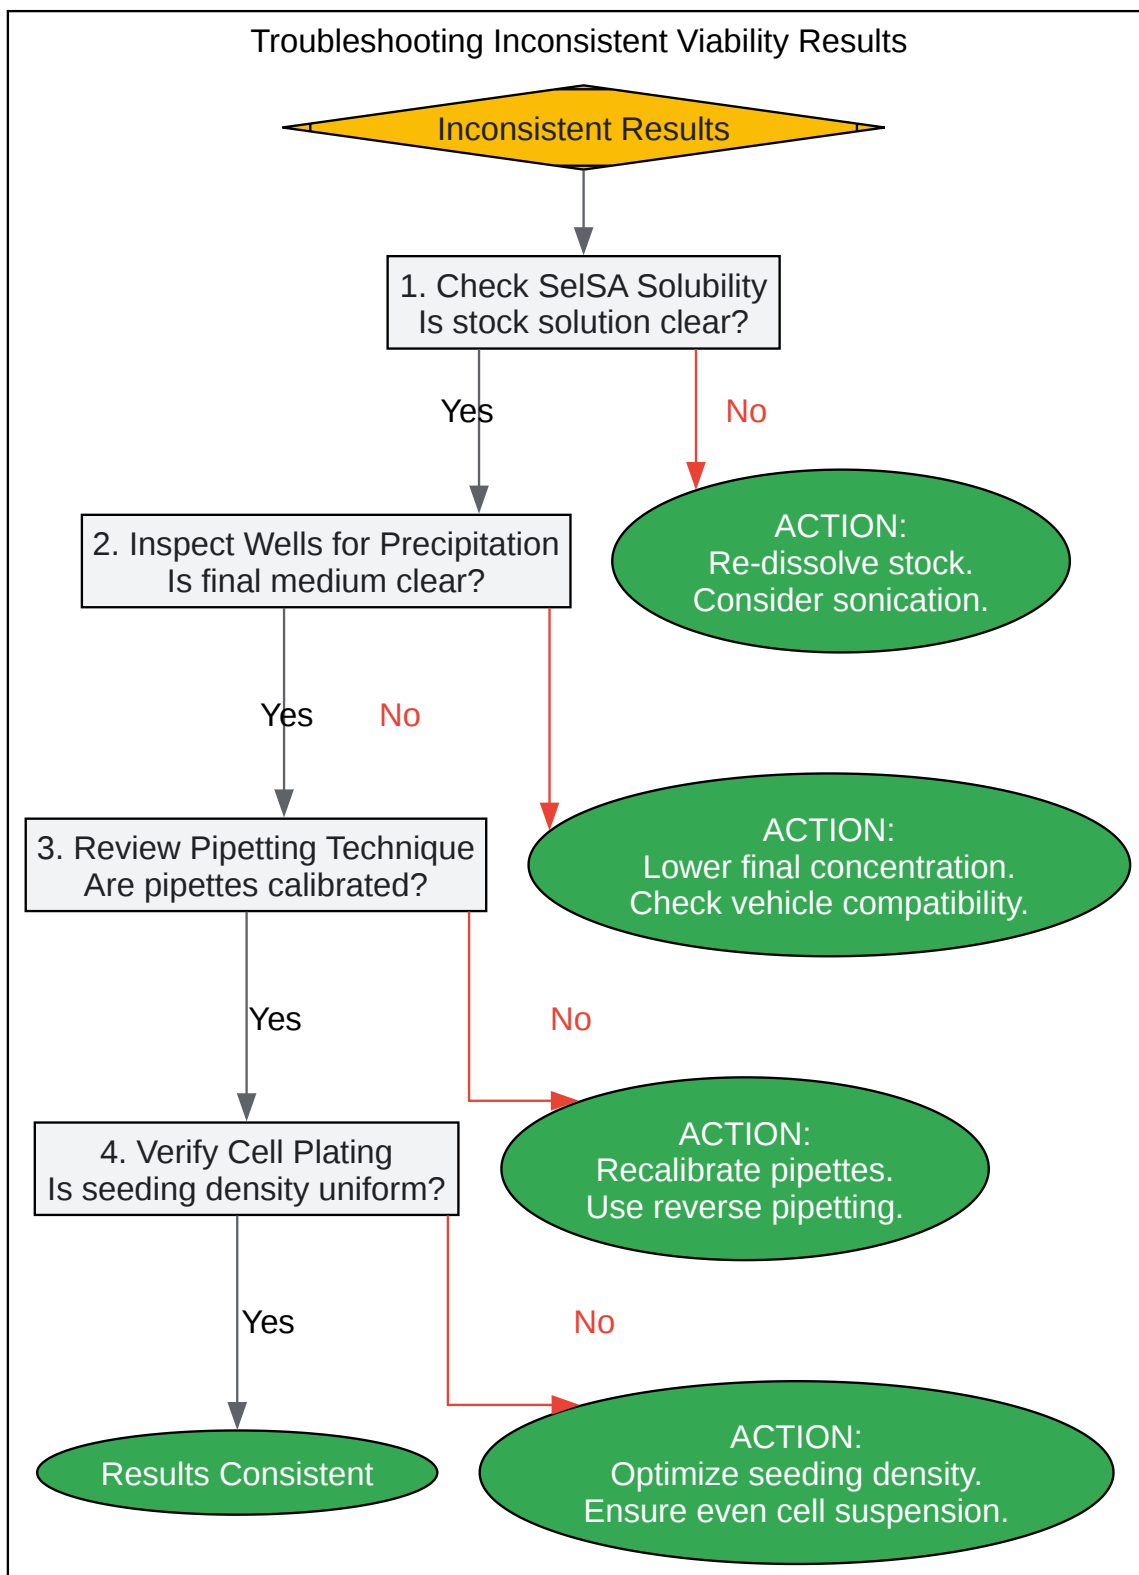 Troubleshooting Inconsistent Viability Results
Inconsistent Results
1. Check SelSA Solubility
Is stock solution clear?
Yes
No
ACTION:
Re-dissolve stock.
Consider sonication.
2. Inspect Wells for Precipitation
Is final medium clear?
Yes
No
ACTION:
Lower final concentration.
Check vehicle compatibility.
3. Review Pipetting Technique
Are pipettes calibrated?
Yes
No
ACTION:
Recalibrate pipettes.
Use reverse pipetting.
4. Verify Cell Plating
Is seeding density uniform?
Yes
No
Results Consistent
ACTION:
Optimize seeding density.
Ensure even cell suspension.